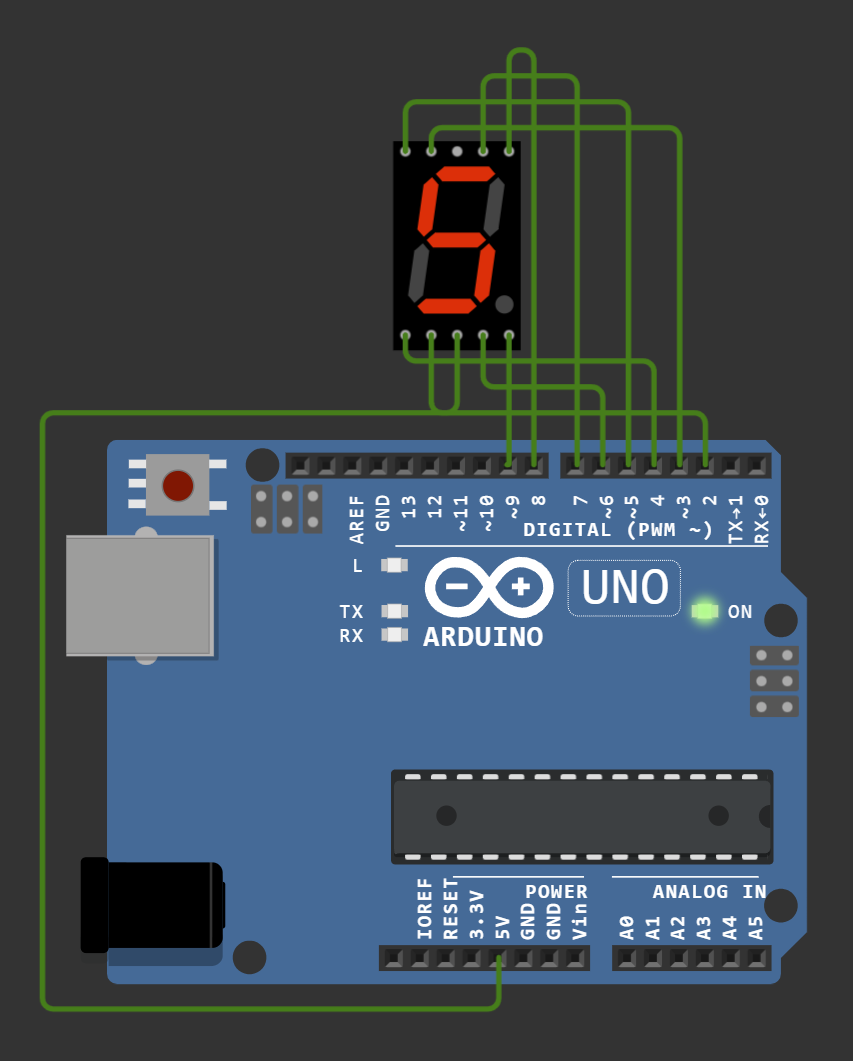 AREF
GND
13
12
~11
~10
~9
8
7
~6
~5
4
~3
2
TX→1
RX←0
DIGITAL (PWM ~)
L
TX
RX
UNO
ON
ARDUINO
IOREF
RESET
3.3V
5V
GND
GND
Vin
POWER
ANALOG IN
A0
A1
A2
A3
A4
A5